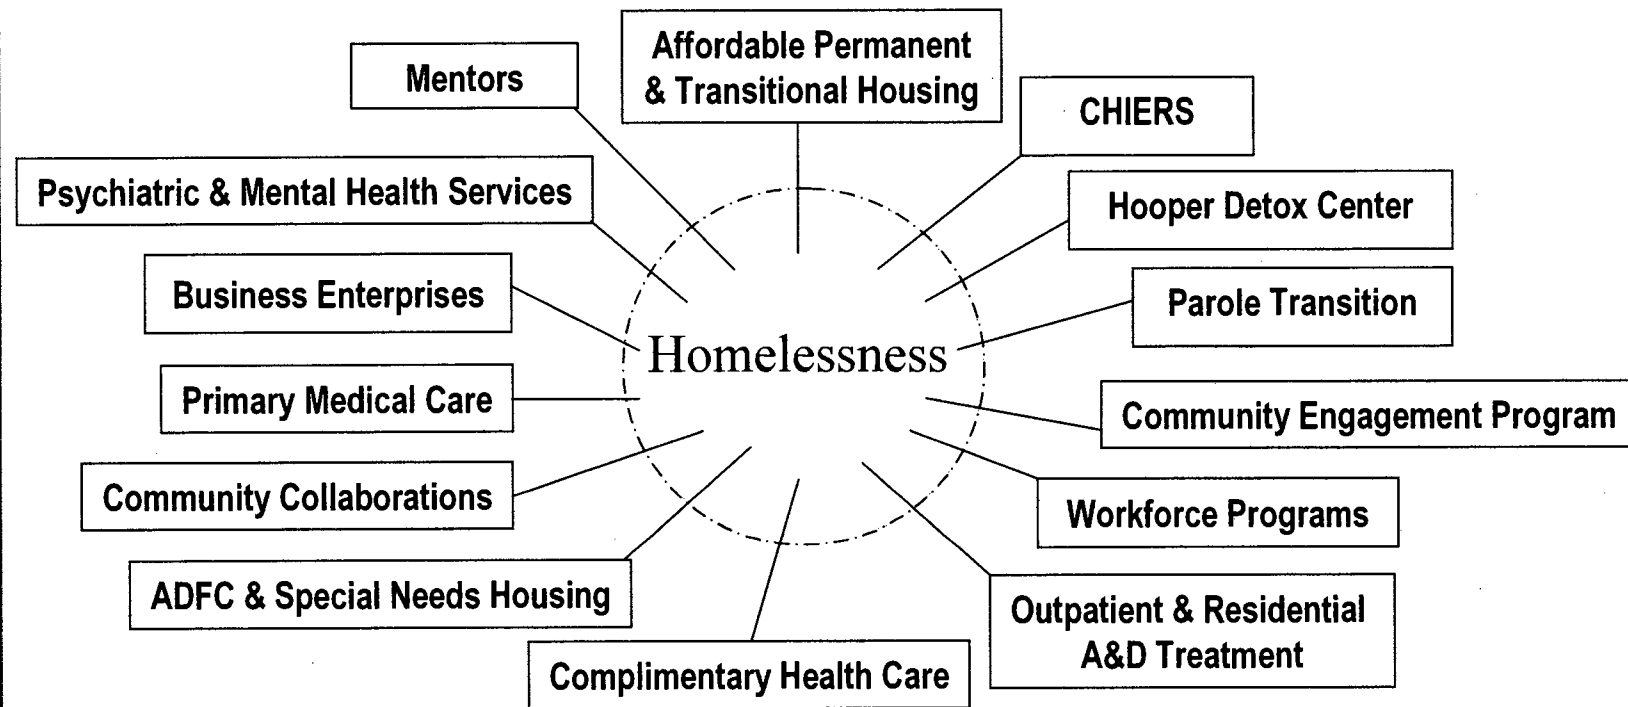 Affordable Permanent
& Transitional Housing
Mentors
CHIERS
Psychiatric & Mental Health Services
Hooper Detox Center
Business Enterprises
Parole Transition
Homelessness
Primary Medical Care
Community Engagement Program
Community Collaborations
Workforce Programs
ADFC & Special Needs Housing
Outpatient & Residential
A&D Treatment
Complimentary Health Care